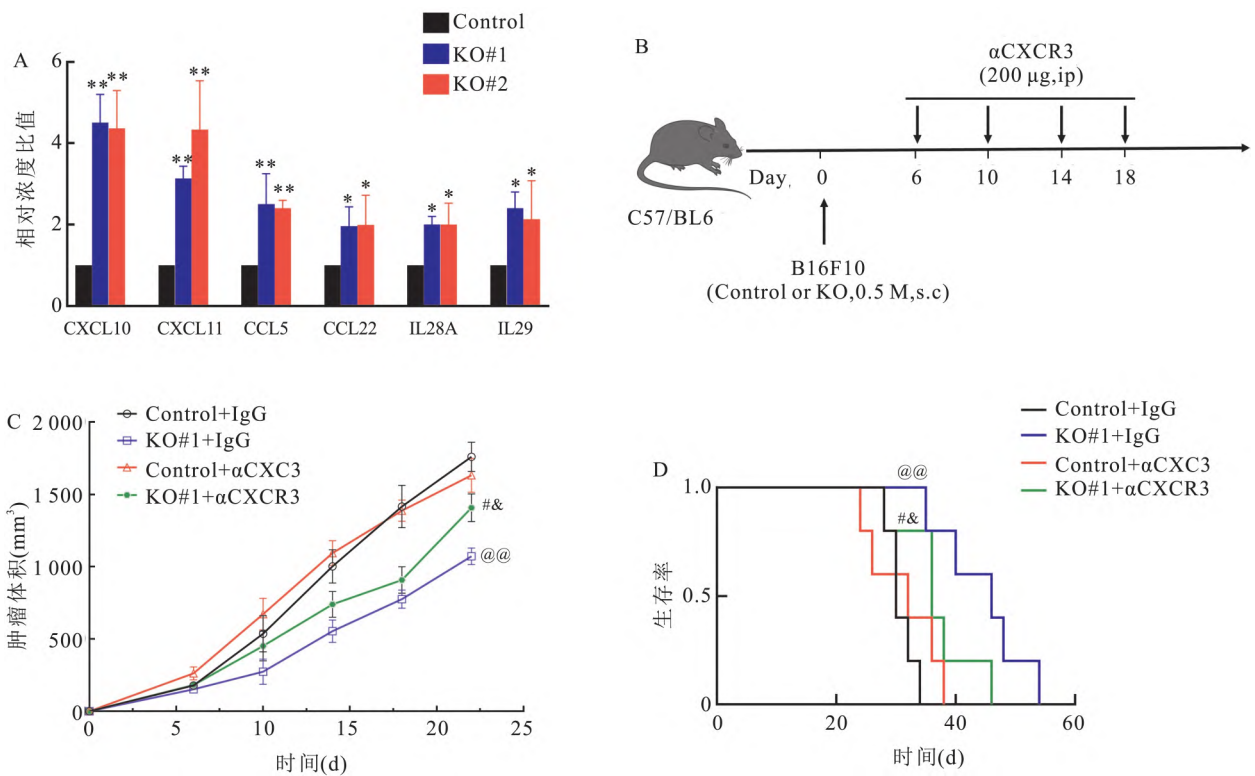 A
Control
KO#1
KO#2
相对浓度比值
6
4
2
0
** **
** **
** **
* *
* *
* *
CXCL10 CXCL11 CCL5 CCL22 IL28A IL29
B
αCXCR3
(200 μg,ip)
C57/BL6
Day
0 6 10 14 18
B16F10
(Control or KO,0.5 M,s.c)
C
Control+IgG
KO#1+IgG
Control+αCXC3
KO#1+αCXCR3
肿瘤体积(mm³)
2 000
1 500
1 000
500
0
#&
@@
0 5 10 15 20 25
时间(d)
D
Control+IgG
KO#1+IgG
Control+αCXC3
KO#1+αCXCR3
生存率
1.0
0.5
0
@@
#&
0 20 40 60
时间(d)